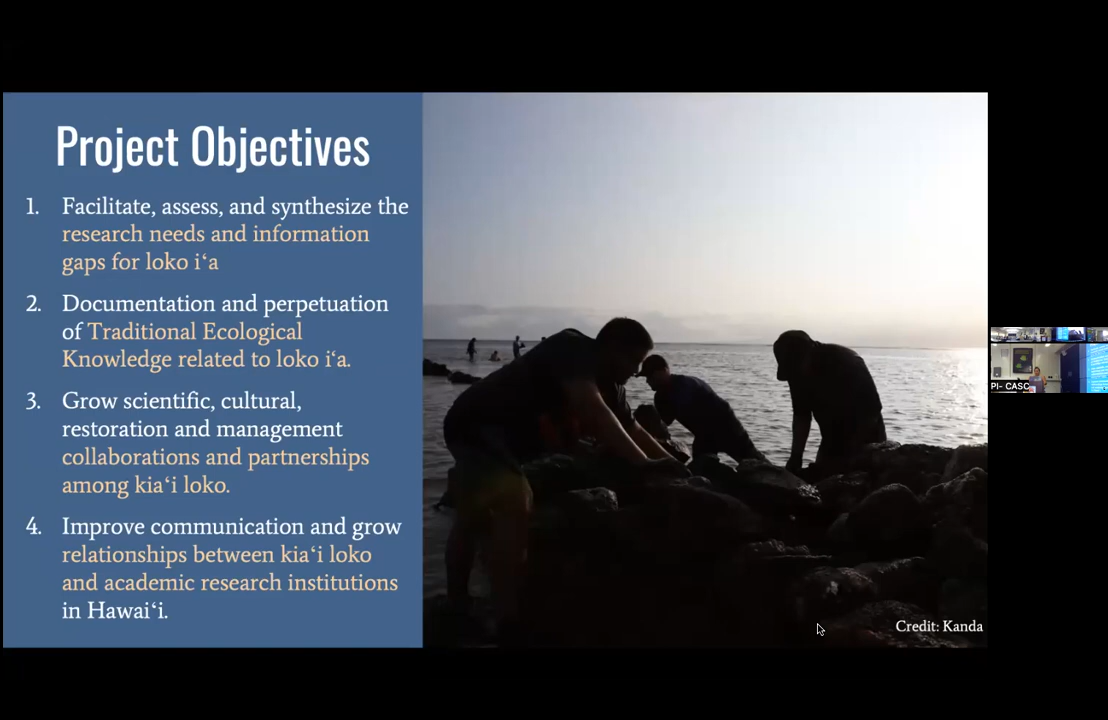 Project Objectives
1. Facilitate, assess, and synthesize the
research needs and information
gaps for loko iʻa
2. Documentation and perpetuation
of Traditional Ecological
Knowledge related to loko iʻa.
3. Grow scientific, cultural,
restoration and management
collaborations and partnerships
among kiaʻi loko.
4. Improve communication and grow
relationships between kiaʻi loko
and academic research institutions
in Hawaiʻi.
Credit: Kanda
PI- CASC